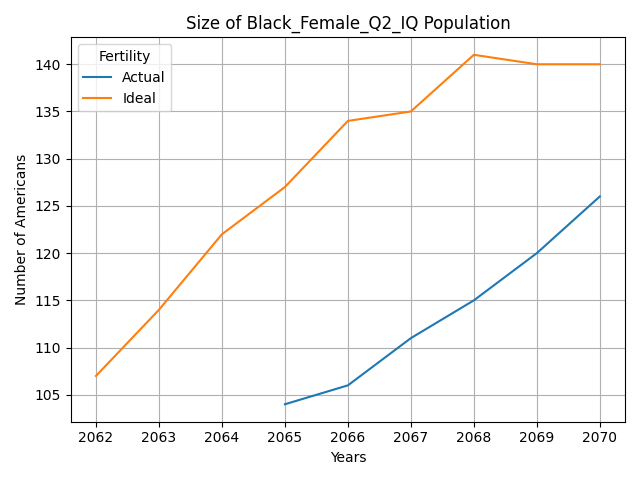 Size of Black_Female_Q2_IQ Population
Fertility
Actual
Ideal
140
135
130
125
120
115
110
105
Number of Americans
2062 2063 2064 2065 2066 2067 2068 2069 2070
Years